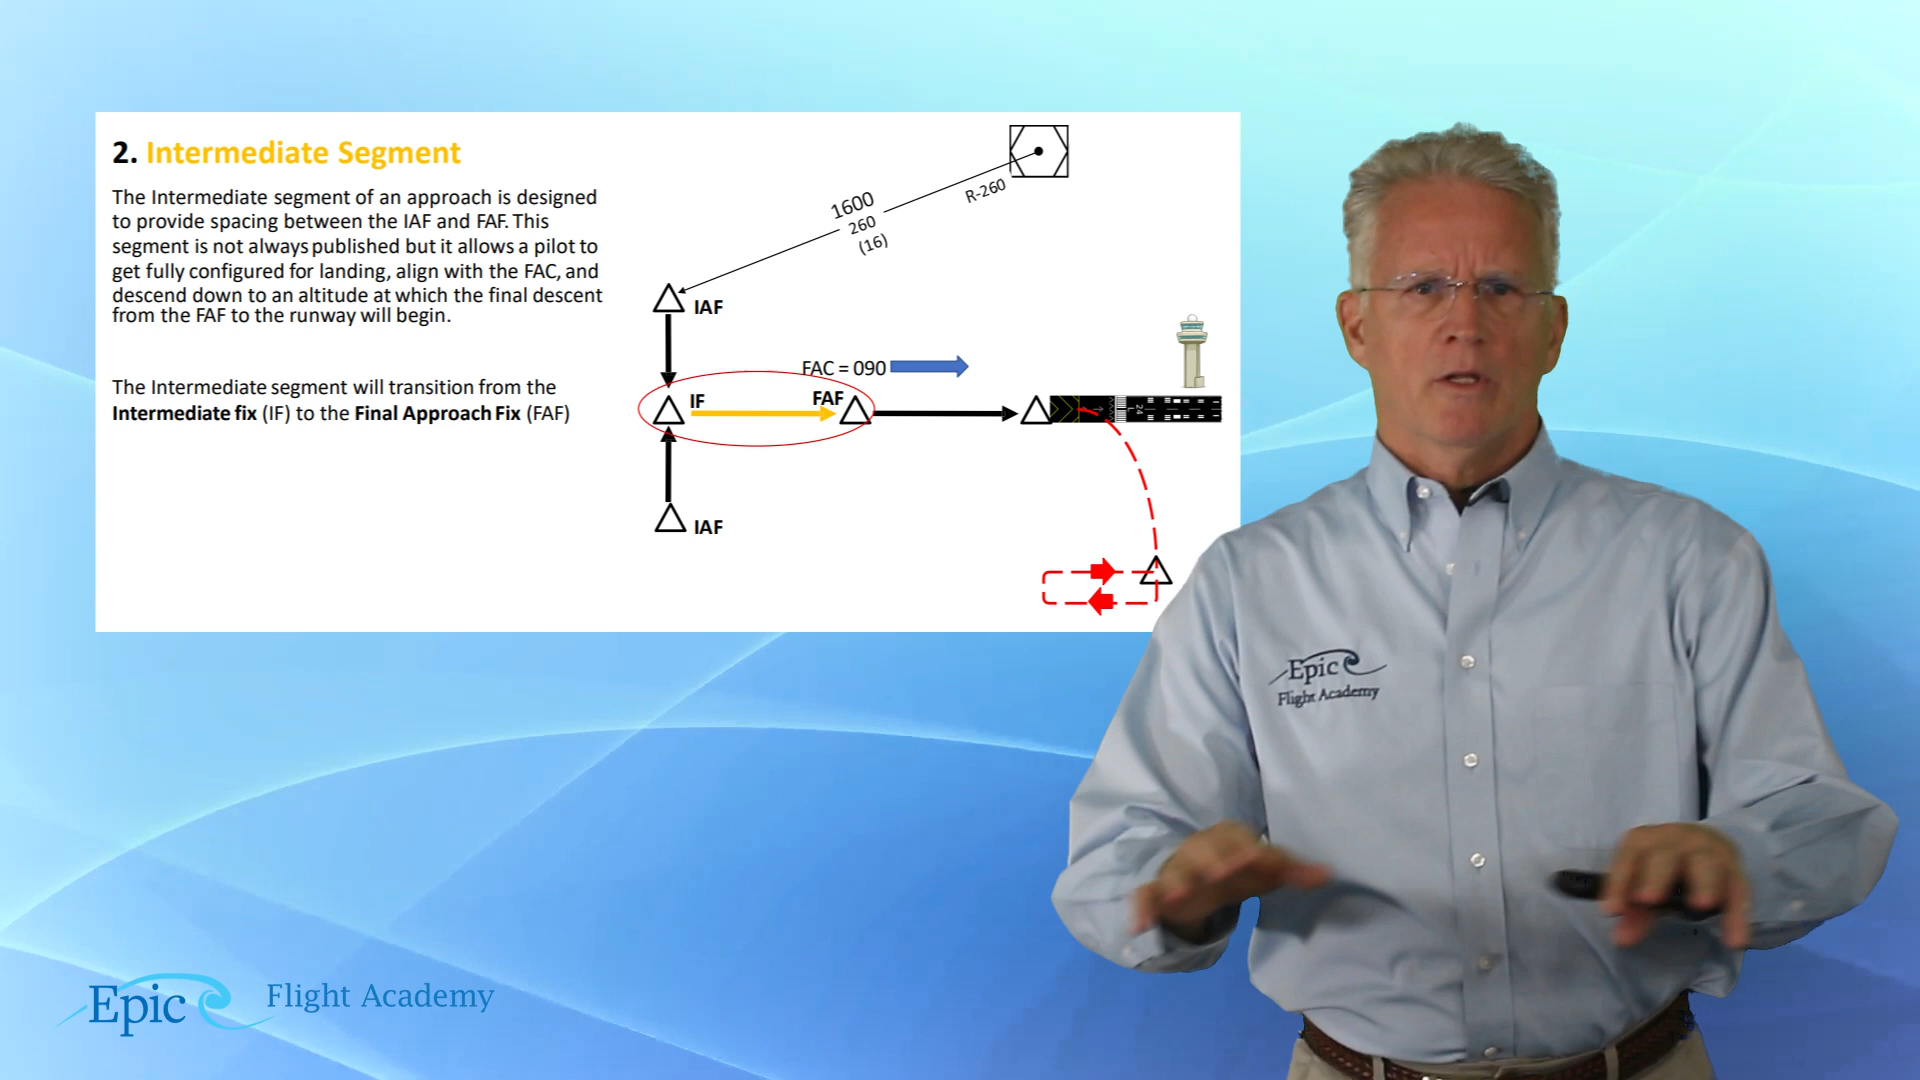 2. Intermediate Segment
The Intermediate segment of an approach is designed
to provide spacing between the IAF and FAF. This
segment is not always published but it allows a pilot to
get fully configured for landing, align with the FAC, and
descend down to an altitude at which the final descent
from the FAF to the runway will begin.
The Intermediate segment will transition from the
Intermediate fix (IF) to the Final Approach Fix (FAF)
1600
260
(16)
R-260
IAF
FAC = 090
IF
FAF
24
L
IAF
Epic
Flight Academy
Epic Flight Academy